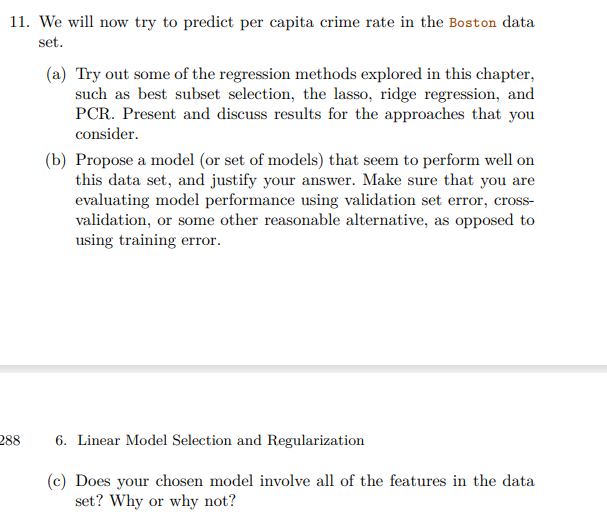 11. We will now try to predict per capita crime rate in the Boston data
set.
(a) Try out some of the regression methods explored in this chapter,
such as best subset selection, the lasso, ridge regression, and
PCR. Present and discuss results for the approaches that you
consider.
(b) Propose a model (or set of models) that seem to perform well on
this data set, and justify your answer. Make sure that you are
evaluating model performance using validation set error, cross-
validation, or some other reasonable alternative, as opposed to
using training error.
288 6. Linear Model Selection and Regularization
(c) Does your chosen model involve all of the features in the data
set? Why or why not?